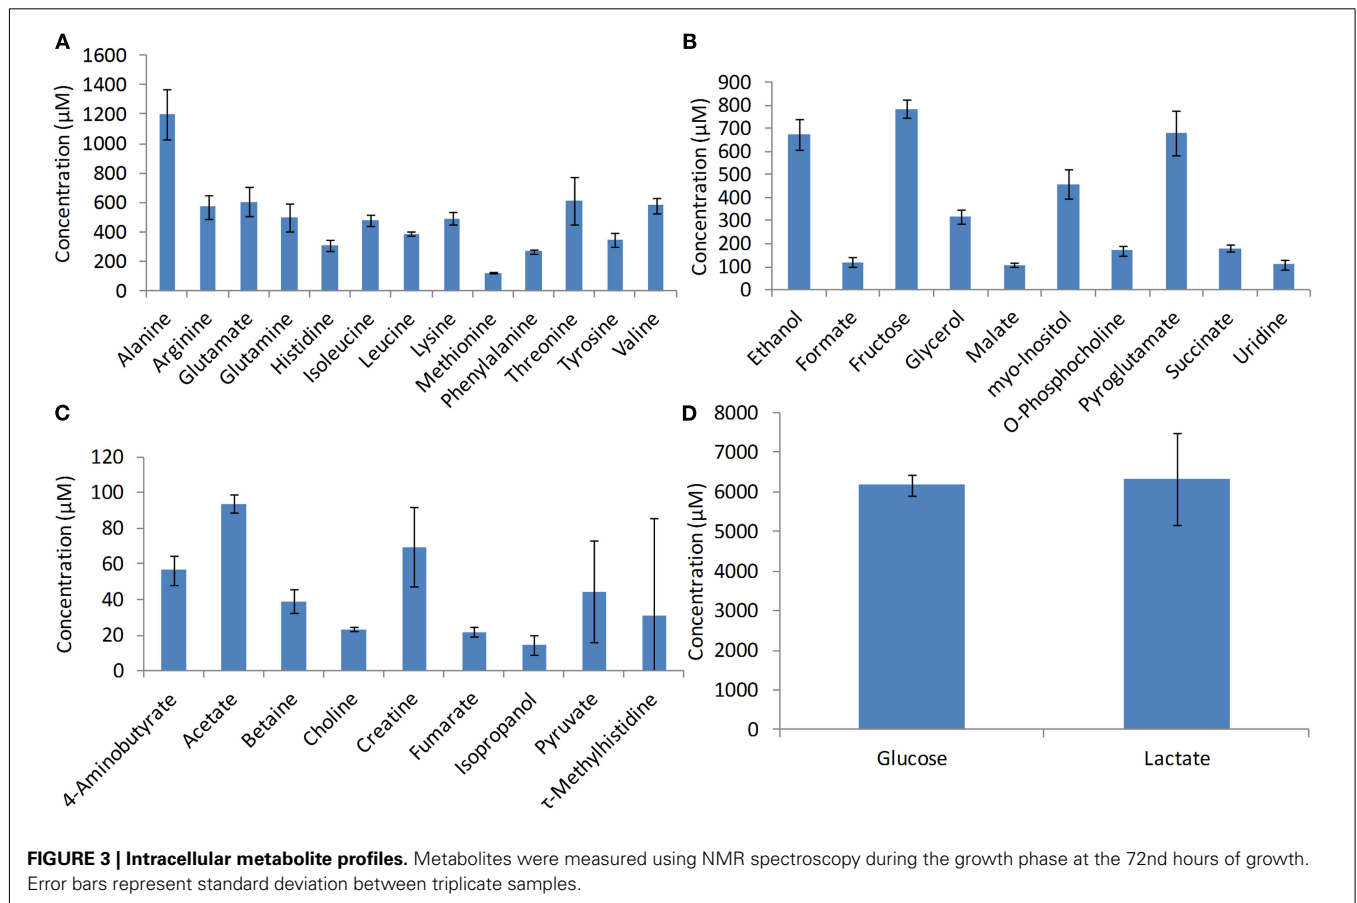 A
Concentration (µM)
1600
1400
1200
1000
800
600
400
200
0
Alanine
Arginine
Glutamate
Glutamine
Histidine
Isoleucine
Leucine
Lysine
Methionine
Phenylalanine
Threonine
Tyrosine
Valine
B
Concentration (µM)
900
800
700
600
500
400
300
200
100
0
Ethanol
Formate
Fructose
Glycerol
Malate
myo-Inositol
O-Phosphocholine
Pyroglutamate
Succinate
Uridine
C
Concentration (µM)
120
100
80
60
40
20
0
4-Aminobutyrate
Acetate
Betaine
Choline
Creatine
Fumarate
Isopropanol
Pyruvate
τ-Methylhistidine
D
Concentration (µM)
8000
7000
6000
5000
4000
3000
2000
1000
0
Glucose
Lactate
FIGURE 3 | Intracellular metabolite profiles. Metabolites were measured using NMR spectroscopy during the growth phase at the 72nd hours of growth.
Error bars represent standard deviation between triplicate samples.